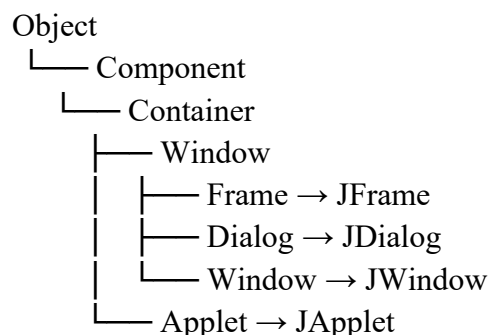 Object
└── Component
└── Container
├── Window
│ ├── Frame → JFrame
│ ├── Dialog → JDialog
│ └── Window → JWindow
└── Applet → JApplet